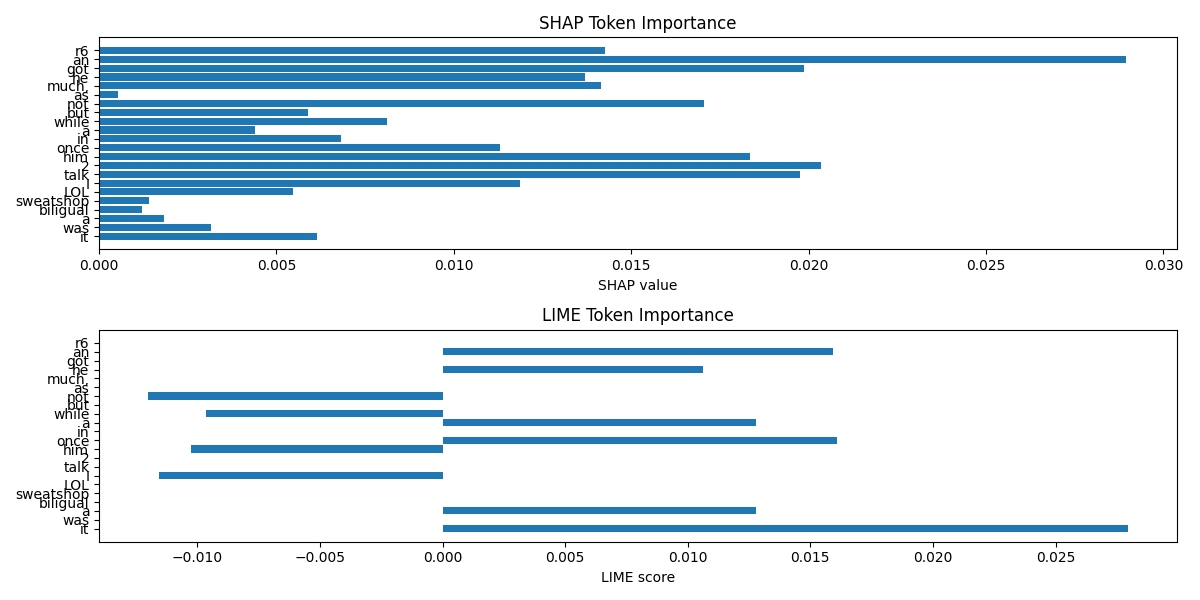 SHAP Token Importance
r6
an
got
he
much
as
not
but
while
a
in
once
him
2
talk
I
LOL
sweatshop
biligual
a
was
it
0.000 0.005 0.010 0.015 0.020 0.025 0.030
SHAP value
LIME Token Importance
r6
an
got
he
much
as
not
but
while
a
in
once
him
2
talk
I
LOL
sweatshop
biligual
a
was
it
−0.010 −0.005 0.000 0.005 0.010 0.015 0.020 0.025
LIME score